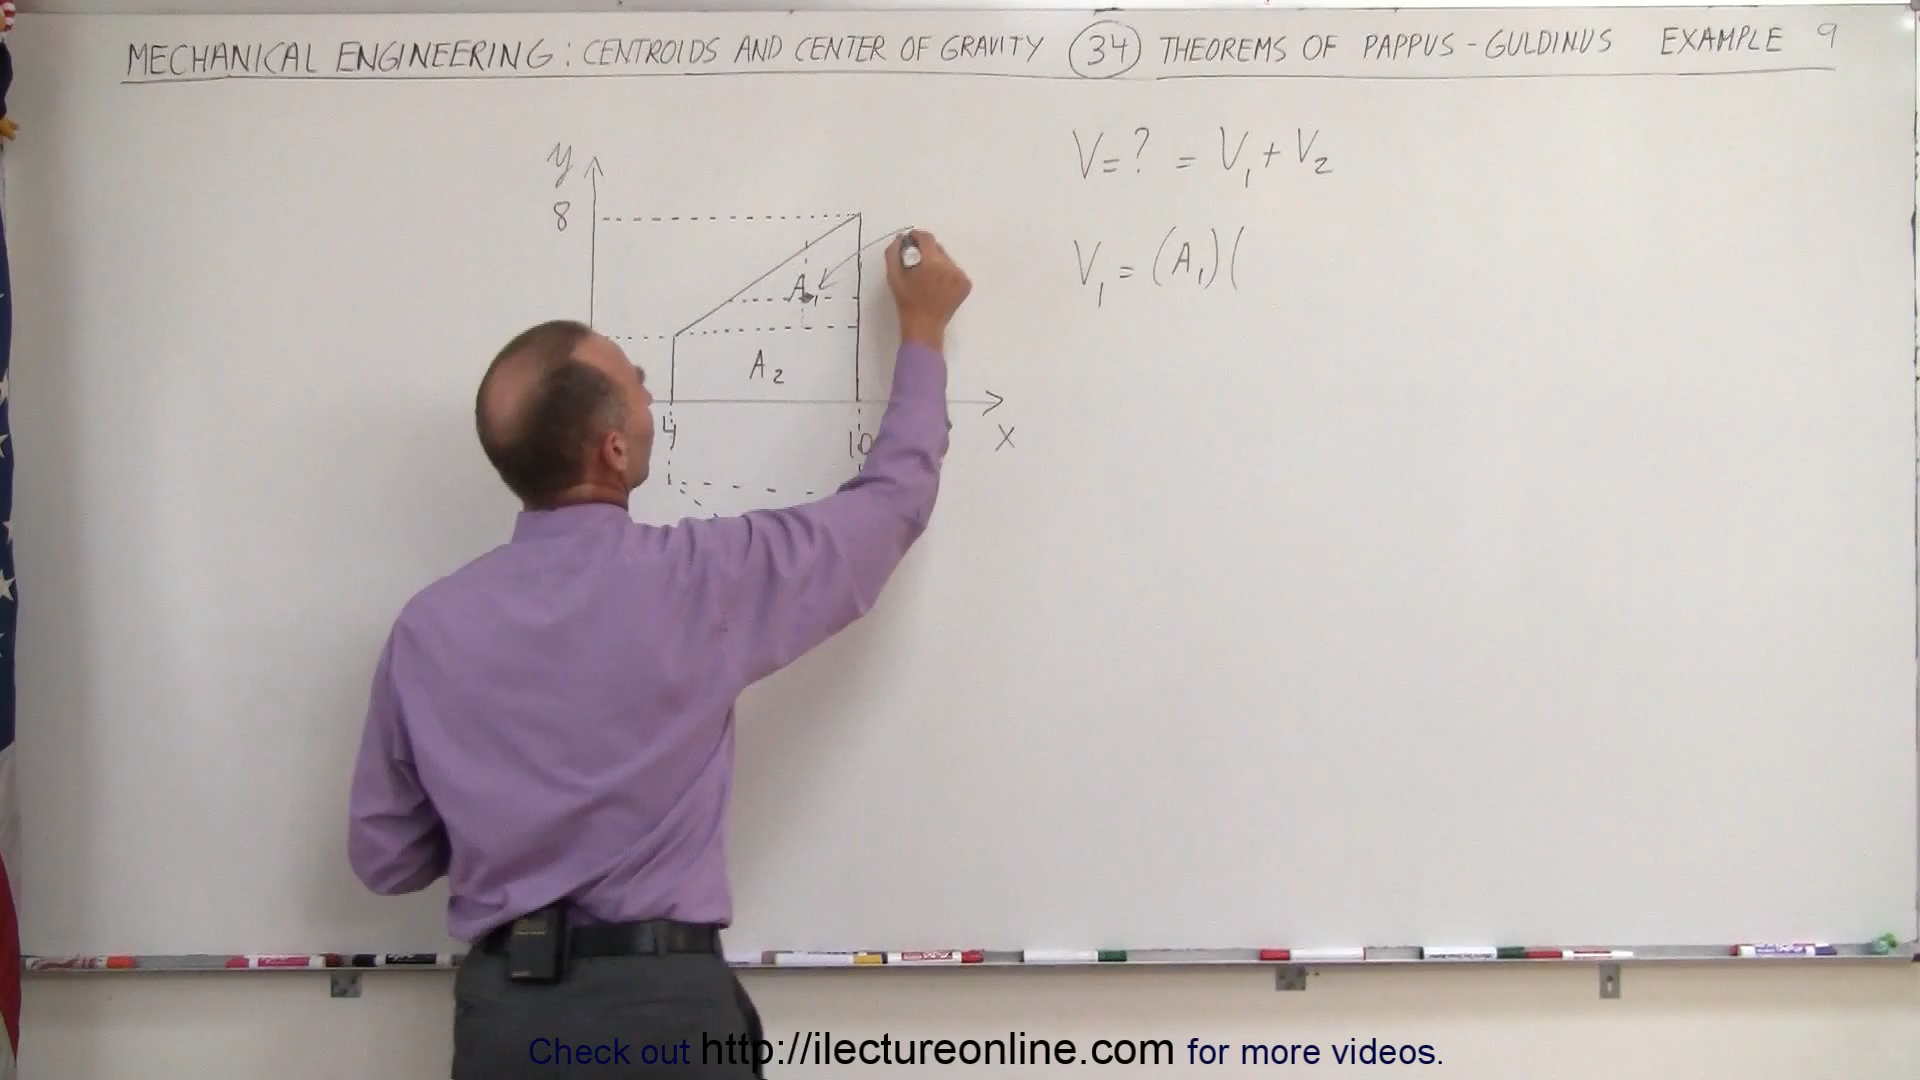 MECHANICAL ENGINEERING: CENTROIDS AND CENTER OF GRAVITY 34 THEOREMS OF PAPPUS-GULDINUS EXAMPLE 9
y
8
V=? = V₁+V₂
V₁ = (A₁)(
A₁
A₂
4
10
X
Check out http://ilectureonline.com for more videos.